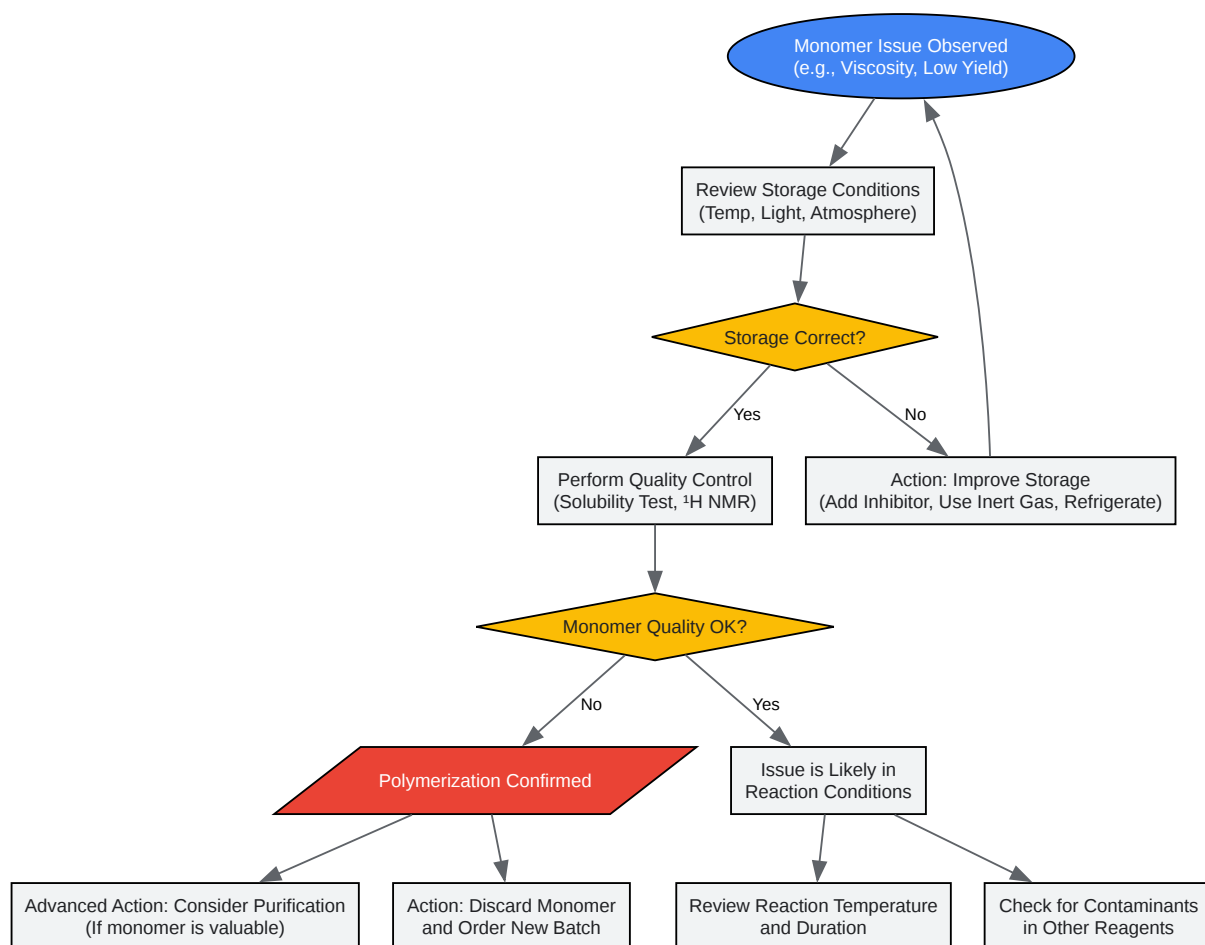 Monomer Issue Observed
(e.g., Viscosity, Low Yield)
Review Storage Conditions
(Temp, Light, Atmosphere)
Storage Correct?
Yes
No
Perform Quality Control
(Solubility Test, ¹H NMR)
Action: Improve Storage
(Add Inhibitor, Use Inert Gas, Refrigerate)
Monomer Quality OK?
No
Yes
Polymerization Confirmed
Issue is Likely in
Reaction Conditions
Advanced Action: Consider Purification
(If monomer is valuable)
Action: Discard Monomer
and Order New Batch
Review Reaction Temperature
and Duration
Check for Contaminants
in Other Reagents